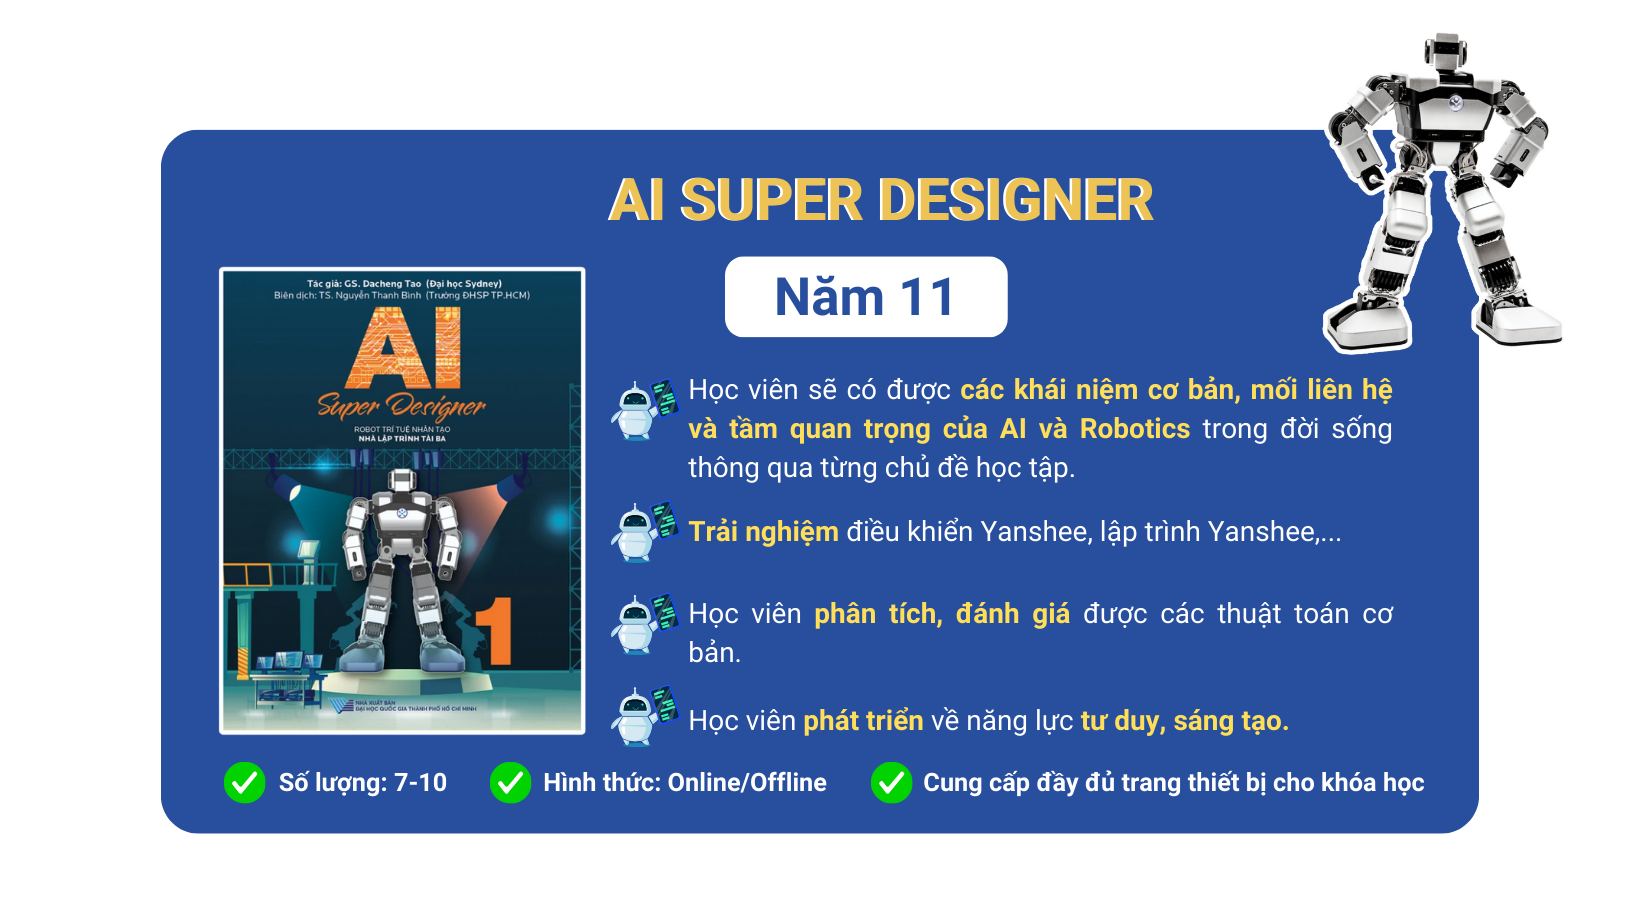 AI SUPER DESIGNER
Năm 11
Tác giả: GS. Dacheng Tao (Đại học Sydney)
Biên dịch: TS. Nguyễn Thanh Bình (Trường ĐHSP TP.HCM)
AI
Super Designer
ROBOT TRÍ TUỆ NHÂN TẠO
NHÀ LẬP TRÌNH TÀI BA
1
NHÀ XUẤT BẢN
ĐẠI HỌC QUỐC GIA THÀNH PHỐ HỒ CHÍ MINH
Học viên sẽ có được các khái niệm cơ bản, mối liên hệ
và tầm quan trọng của AI và Robotics trong đời sống
thông qua từng chủ đề học tập.
Trải nghiệm điều khiển Yanshee, lập trình Yanshee,...
Học viên phân tích, đánh giá được các thuật toán cơ
bản.
Học viên phát triển về năng lực tư duy, sáng tạo.
Số lượng: 7-10
Hình thức: Online/Offline
Cung cấp đầy đủ trang thiết bị cho khóa học